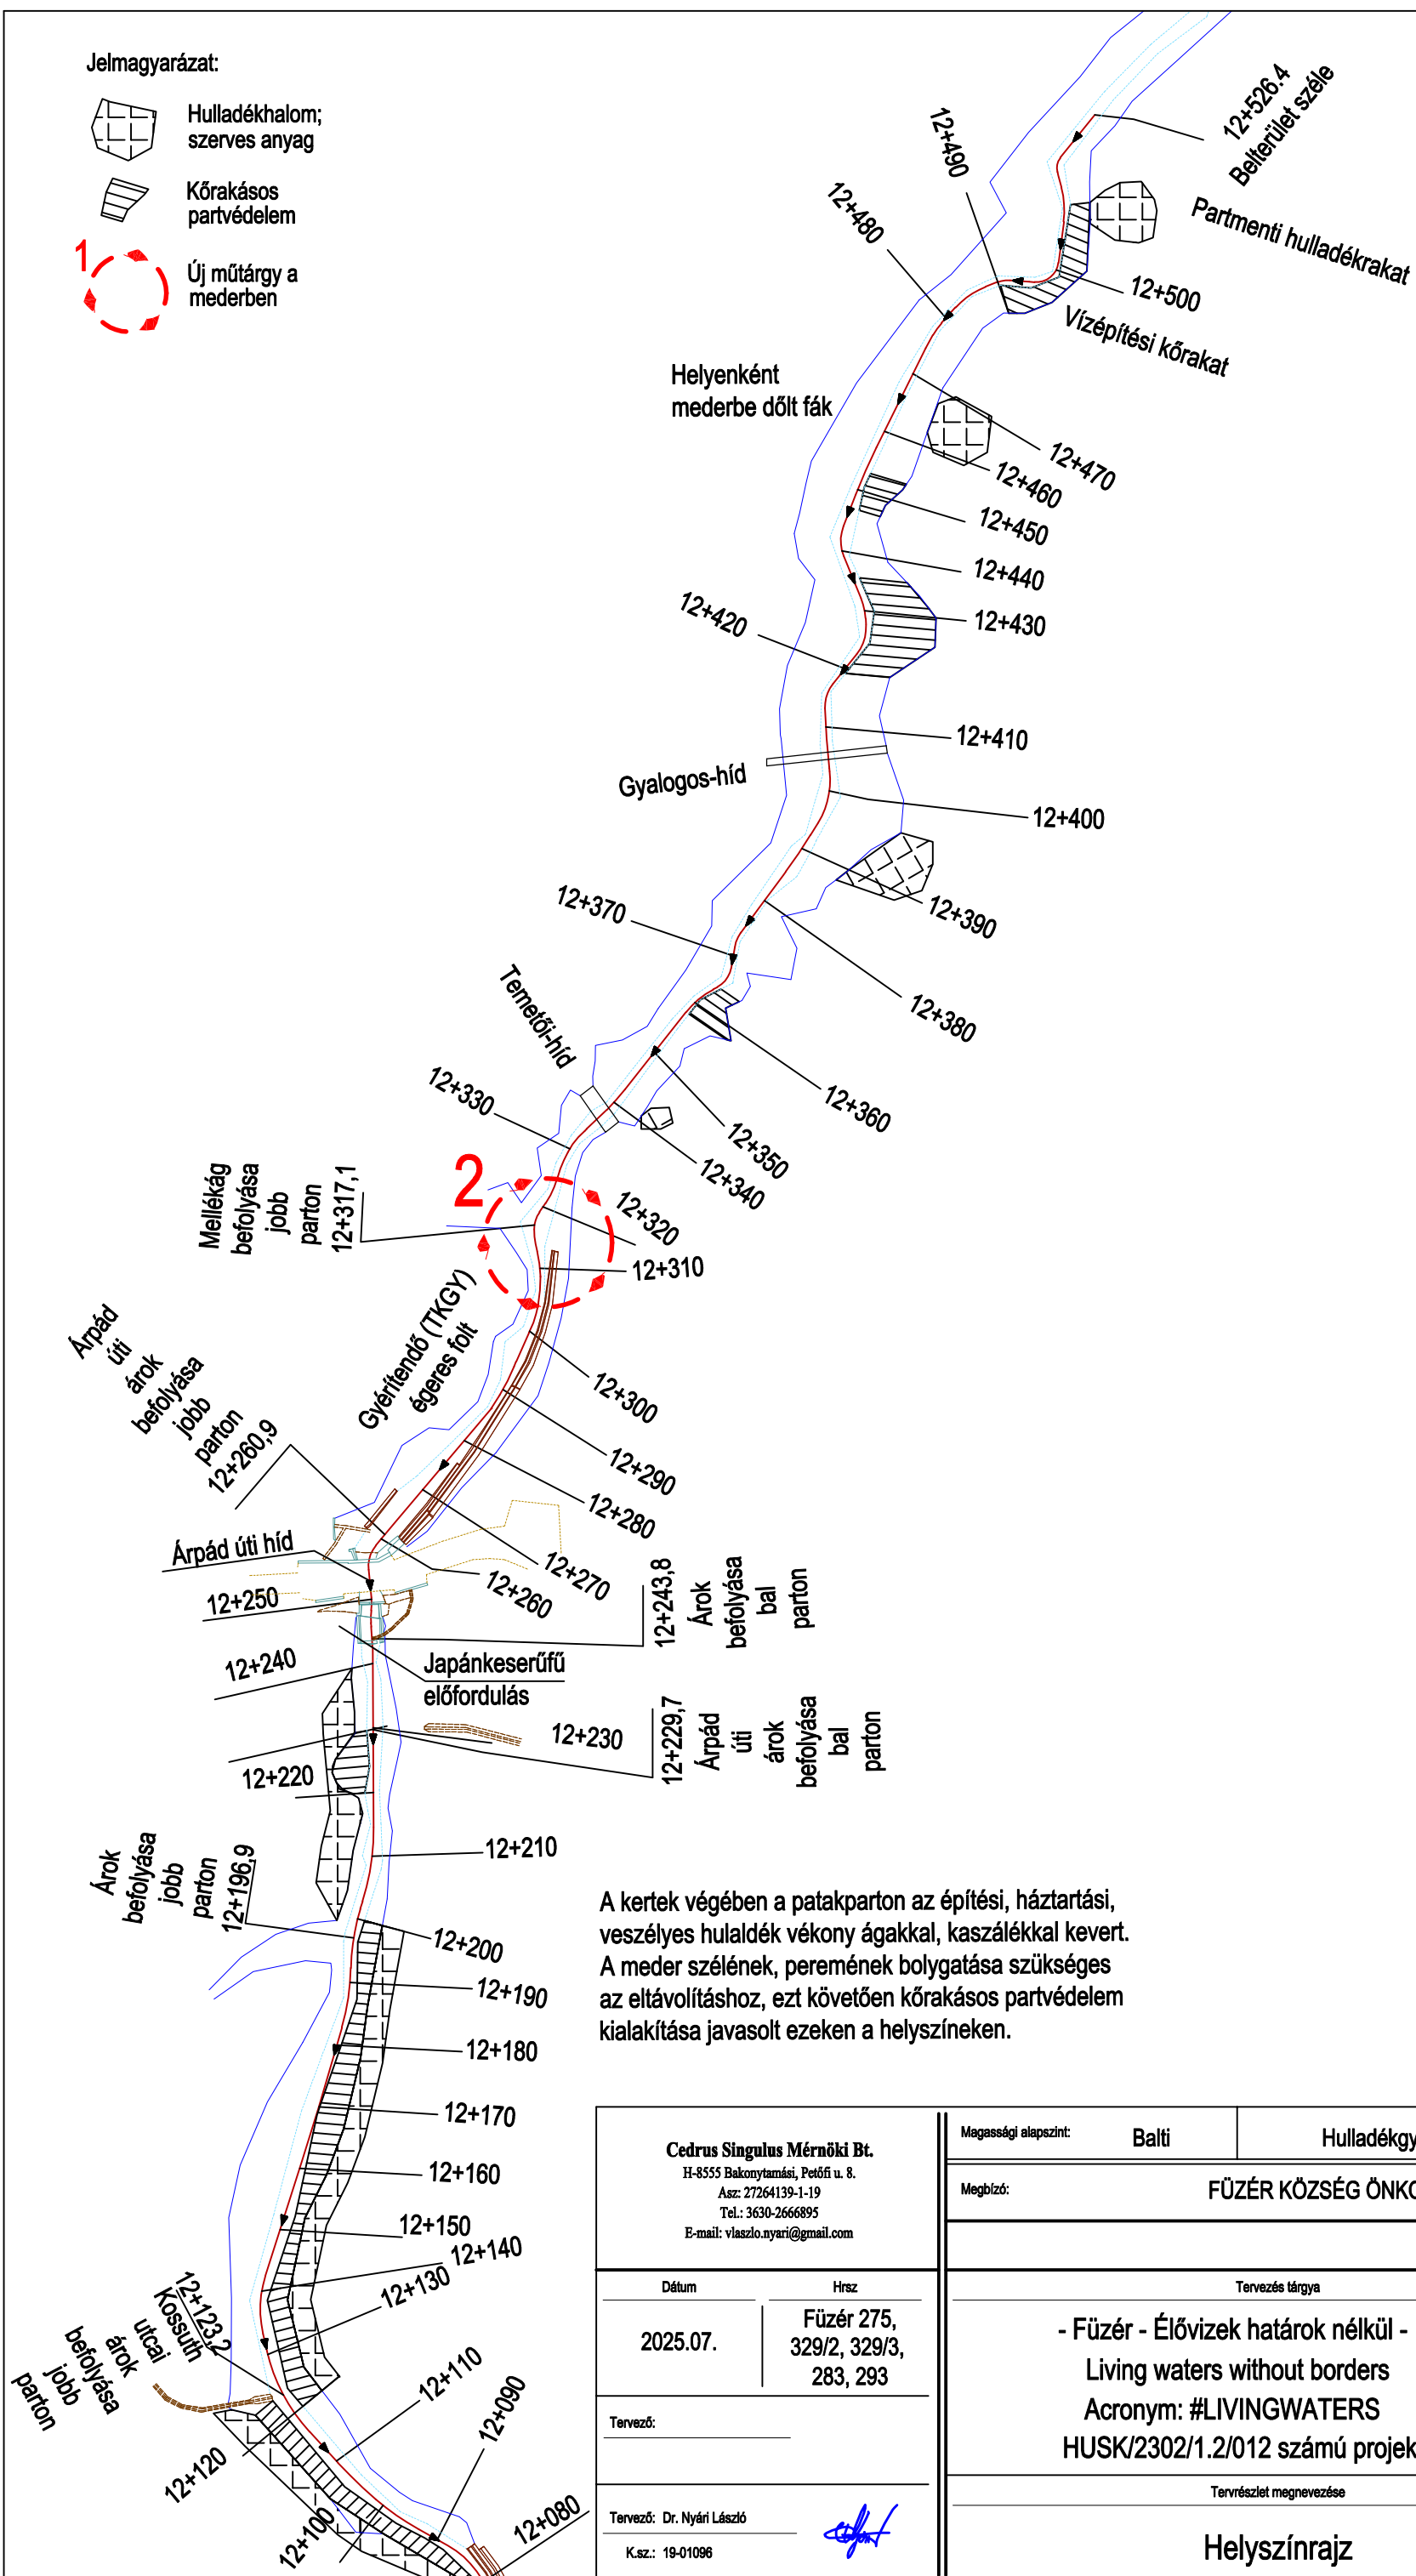 Jelmagyarázat:
Hulladékhalom;
szerves anyag
Kőrakásos
partvédelem
1
Új műtárgy a
mederben
12+526.4
Belterület széle
12+490
12+480
Partmenti hulladékrakat
12+500
Vízépítési kőrakat
Helyenként
mederbe dőlt fák
12+470
12+460
12+450
12+440
12+430
12+420
12+410
Gyalogos-híd
12+400
12+390
12+370
12+380
Temetői-híd
12+360
12+330
12+350
12+340
Mellékág
befolyása
jobb
parton
12+317,1
2
12+320
12+310
Gyérítendő (TKGY)
égeres folt
Árpád
úti
árok
befolyása
jobb
parton
12+260,9
12+300
12+290
12+280
12+270
12+260
Árpád úti híd
12+250
12+243,8
Árok
befolyása
bal
parton
12+240
Japánkeserűfű
előfordulás
12+230
12+229,7
Árpád
úti
árok
befolyása
bal
parton
12+220
12+210
Árok
befolyása
jobb
parton
12+196,9
12+200
12+190
12+180
12+170
12+160
12+150
12+140
12+130
A kertek végében a patakparton az építési, háztartási,
veszélyes hulaldék vékony ágakkal, kaszálékkal kevert.
A meder szélének, peremének bolygatása szükséges
az eltávolításhoz, ezt követően kőrakásos partvédelem
kialakítása javasolt ezeken a helyszíneken.
12+123,2
Kossuth
utcai
árok
befolyása
jobb
parton
12+110
12+090
12+120
12+100
12+080
Cedrus Singulus Mérnöki Bt.
H-8555 Bakonytamási, Petőfi u. 8.
Asz: 27264139-1-19
Tel.: 3630-2666895
E-mail: vlaszlo.nyari@gmail.com
Dátum
Hrsz
2025.07.
Füzér 275,
329/2, 329/3,
283, 293
Tervező:
Tervező: Dr. Nyári László
K.sz.: 19-01096
Magassági alapszint: Balti
Hulladékgy
Megbízó: FÜZÉR KÖZSÉG ÖNKO
Tervezés tárgya
- Füzér - Élővizek határok nélkül -
Living waters without borders
Acronym: #LIVINGWATERS
HUSK/2302/1.2/012 számú projek
Tervrészlet megnevezése
Helyszínrajz